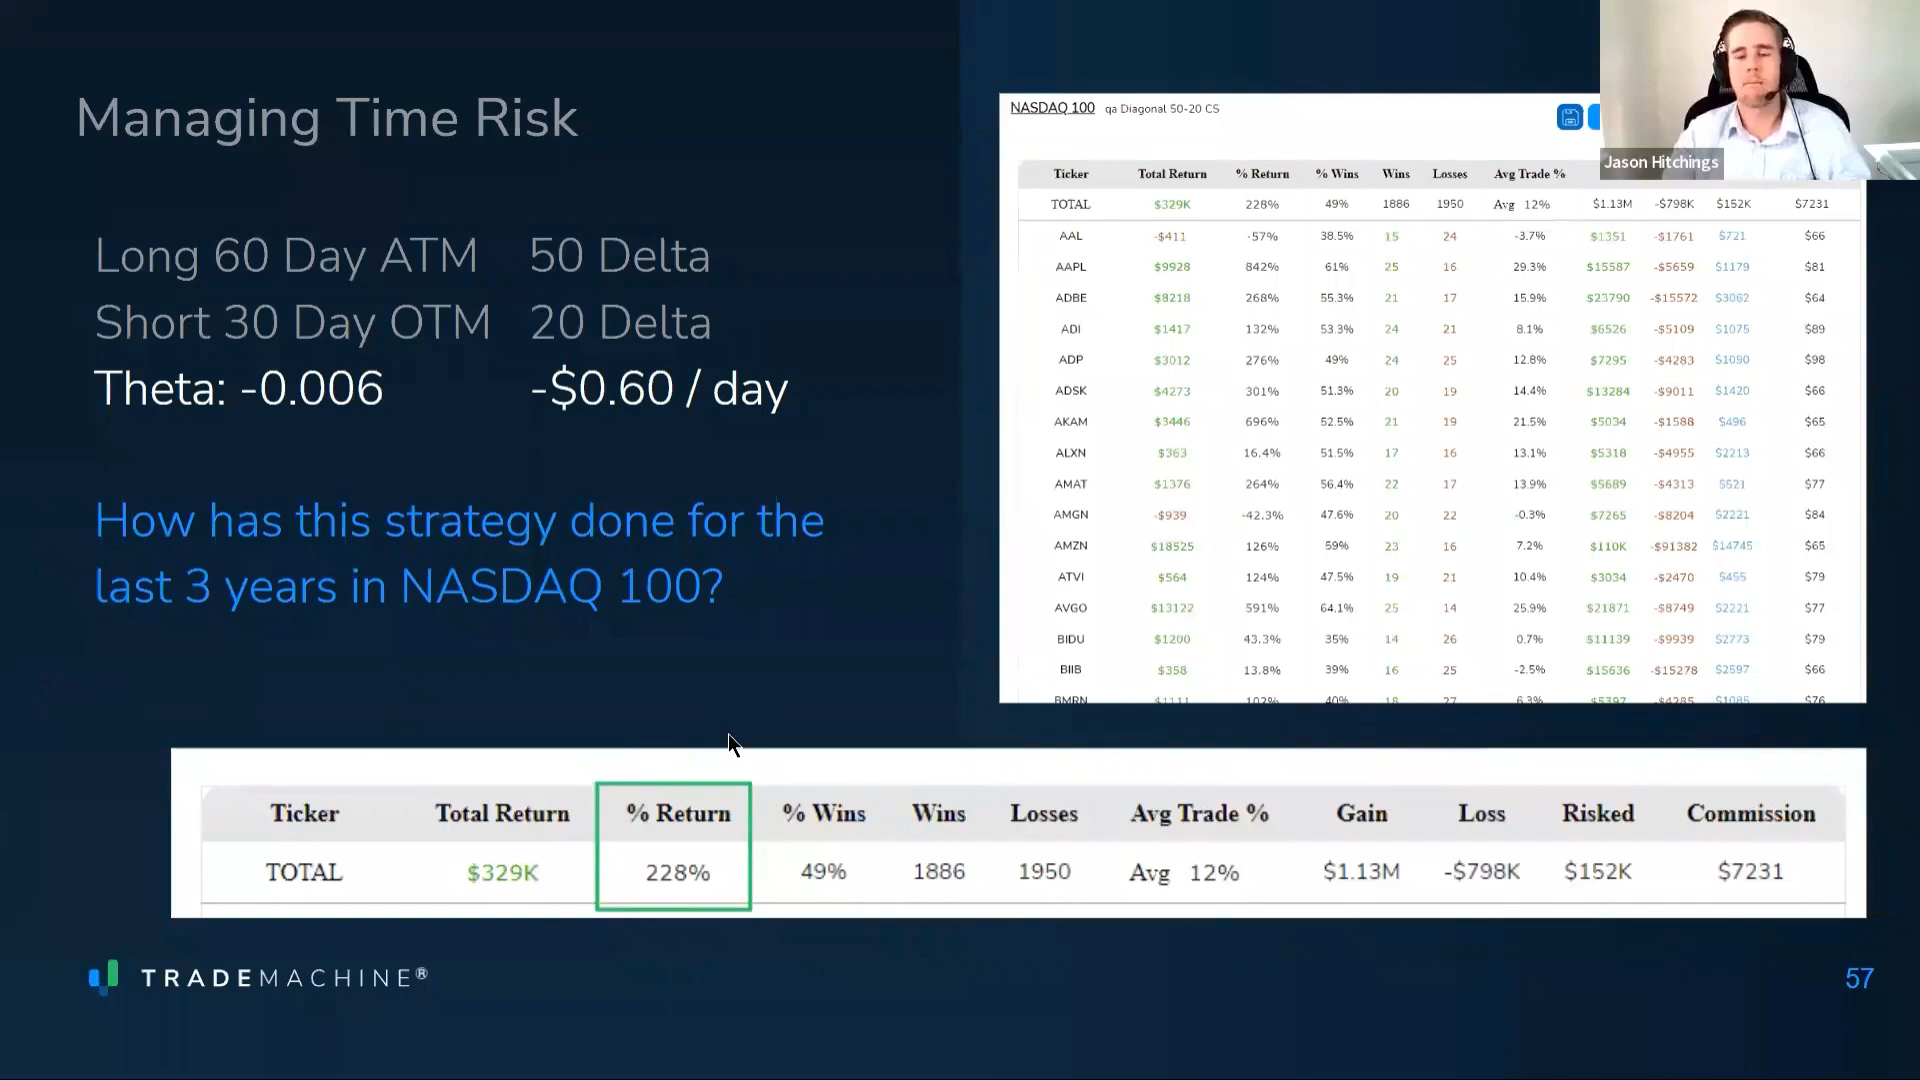 Managing Time Risk
Long 60 Day ATM 50 Delta
Short 30 Day OTM 20 Delta
Theta: -0.006 -$0.60 / day
How has this strategy done for the
last 3 years in NASDAQ 100?
NASDAQ 100 qa Diagonal 50-20 CS
Jason Hitchings
Ticker Total Return % Return % Wins Wins Losses Avg Trade %
TOTAL $329K 228% 49% 1886 1950 Avg 12% $1.13M -$798K $152K $7231
AAL -$411 -57% 38.5% 15 24 -3.7% $1351 -$1761 $721 $66
AAPL $9928 842% 61% 25 16 29.3% $15587 -$5659 $1179 $81
ADBE $8218 268% 55.3% 21 17 15.9% $23790 -$15572 $3062 $64
ADI $1417 132% 53.3% 24 21 8.1% $6526 -$5109 $1075 $89
ADP $3012 276% 49% 24 25 12.8% $7295 -$4283 $1090 $98
ADSK $4273 301% 51.3% 20 19 14.4% $13284 -$9011 $1420 $66
AKAM $3446 696% 52.5% 21 19 21.5% $5034 -$1588 $496 $65
ALXN $363 16.4% 51.5% 17 16 13.1% $5318 -$4955 $2213 $66
AMAT $1376 264% 56.4% 22 17 13.9% $5689 -$4313 $521 $77
AMGN -$939 -42.3% 47.6% 20 22 -0.3% $7265 -$8204 $2221 $84
AMZN $18525 126% 59% 23 16 7.2% $110K -$91382 $14745 $65
ATVI $564 124% 47.5% 19 21 10.4% $3034 -$2470 $455 $79
AVGO $13122 591% 64.1% 25 14 25.9% $21871 -$8749 $2221 $77
BIDU $1200 43.3% 35% 14 26 0.7% $11139 -$9939 $2773 $79
BIIB $358 13.8% 39% 16 25 -2.5% $15636 -$15278 $2597 $66
BMRN $1111 102% 40% 18 27 6.3% $5397 -$4285 $1085 $76
Ticker Total Return % Return % Wins Wins Losses Avg Trade % Gain Loss Risked Commission
TOTAL $329K 228% 49% 1886 1950 Avg 12% $1.13M -$798K $152K $7231
TRADEMACHINE®
57